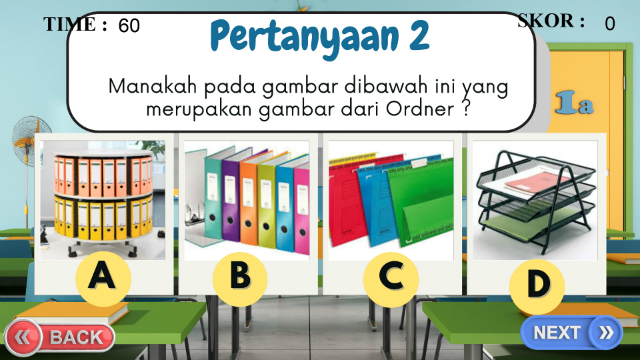 TIME : 60
SKOR : 0
Pertanyaan 2
Manakah pada gambar dibawah ini yang
merupakan gambar dari Ordner ?
1a
A
B
C
D
BACK
NEXT